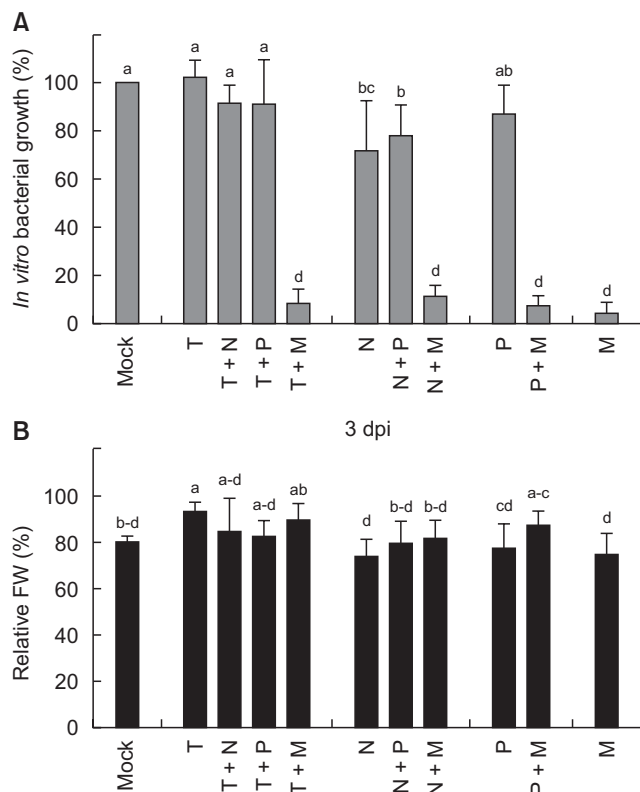 A
In vitro bacterial growth (%)
100
80
60
40
20
0
a
a
a
a
d
bc
b
d
ab
d
d
Mock
T
T + N
T + P
T + M
N
N + P
N + M
P
P + M
M
B
3 dpi
Relative FW (%)
100
80
60
40
20
0
b-d
a
a-d
a-d
ab
d
b-d
b-d
cd
a-c
d
Mock
T
T + N
T + P
T + M
N
N + P
N + M
P
P + M
M